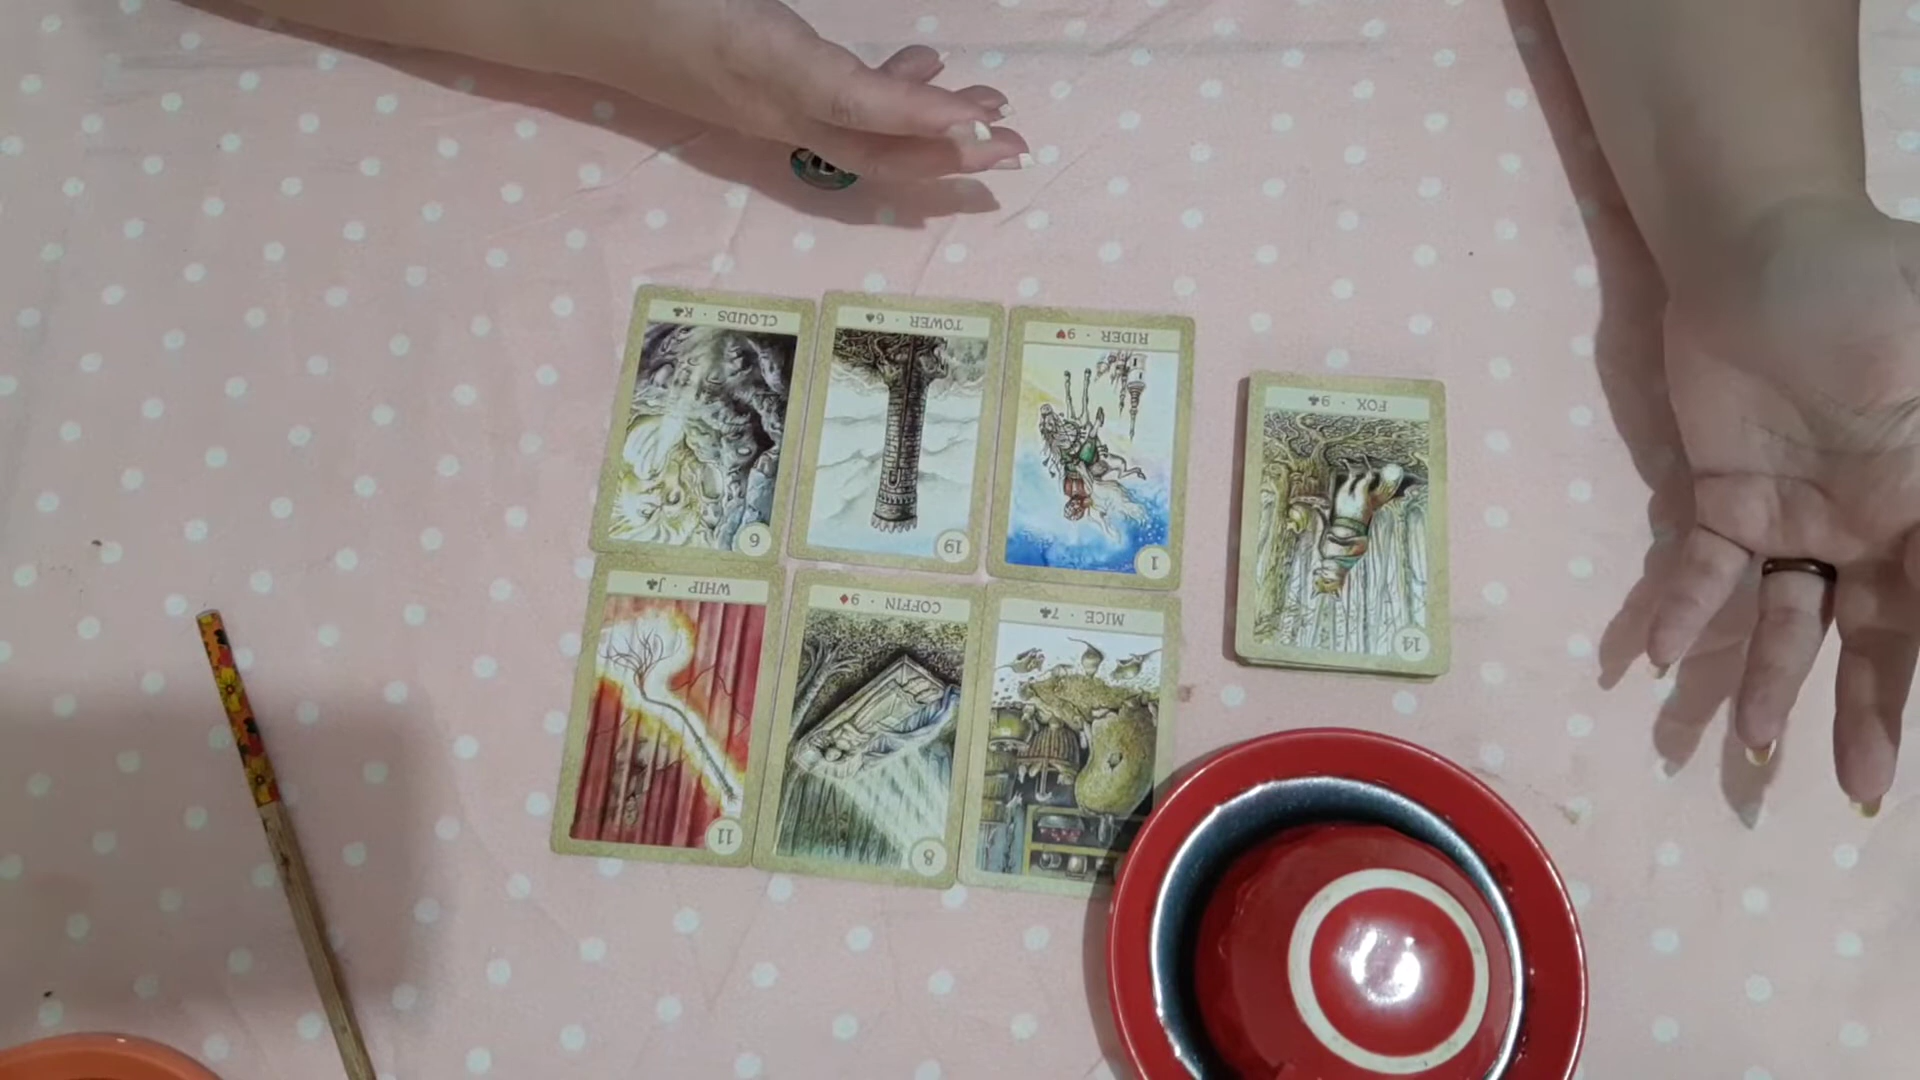 CLOUDS · K♣
6
TOWER · 6♠
19
RIDER · 9♥
1
FOX · 9♣
14
WHIP · J♣
11
COFFIN · 9♦
8
MICE · 7♣